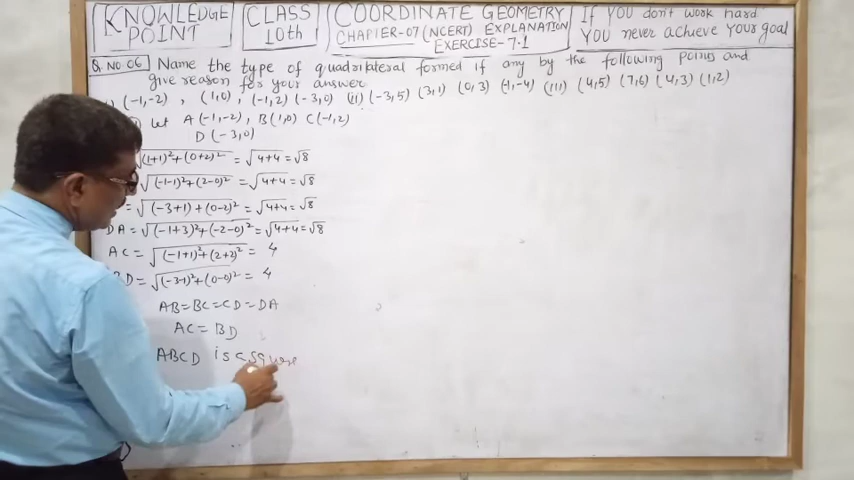 KNOWLEDGE POINT
CLASS 10th
COORDINATE GEOMETRY
CHAPTER-07 (NCERT) EXPLANATION
EXERCISE-7.1
If YOU don't work hard
YOU never achieve Your goal
Q.NO.06 Name the type of quadrilateral formed if any by the following points and
give reason for your answer
(-1,-2) , (1,0), (-1,2) (-3,0) (ii) (-3,5) (3,1) (0,3) (-1,-4) (iii) (4,5) (7,6) (4,3) (1,2)
Let A(-1,-2), B(1,0) C(-1,2)
D(-3,0)
√(1+1)²+(0+2)² = √4+4 = √8
√(-1-1)²+(2-0)² = √4+4 = √8
= √(-3+1)+(0-2)² = √4+4 = √8
DA = √(-1+3)²+(-2-0)² = √4+4 = √8
AC = √(-1+1)²+(2+2)² = 4
BD = √(-3-1)²+(0-0)² = 4
AB=BC=CD=DA
AC=BD
ABCD is a square